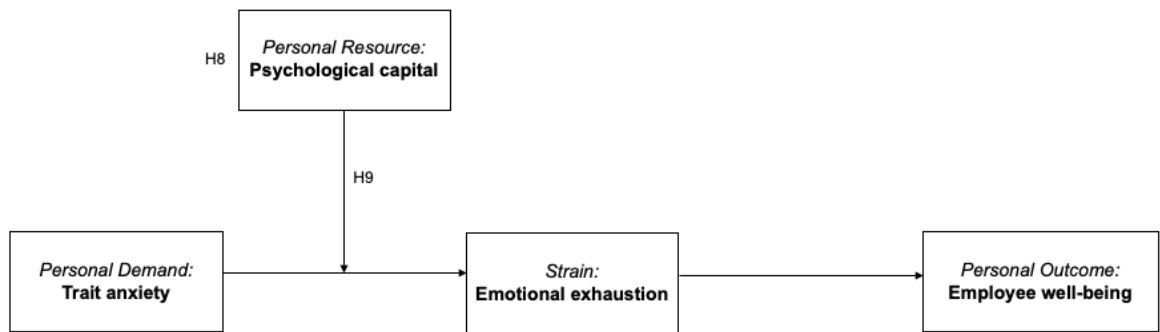 Personal Resource:
Psychological capital
H8
H9
Personal Demand:
Trait anxiety
Strain:
Emotional exhaustion
Personal Outcome:
Employee well-being